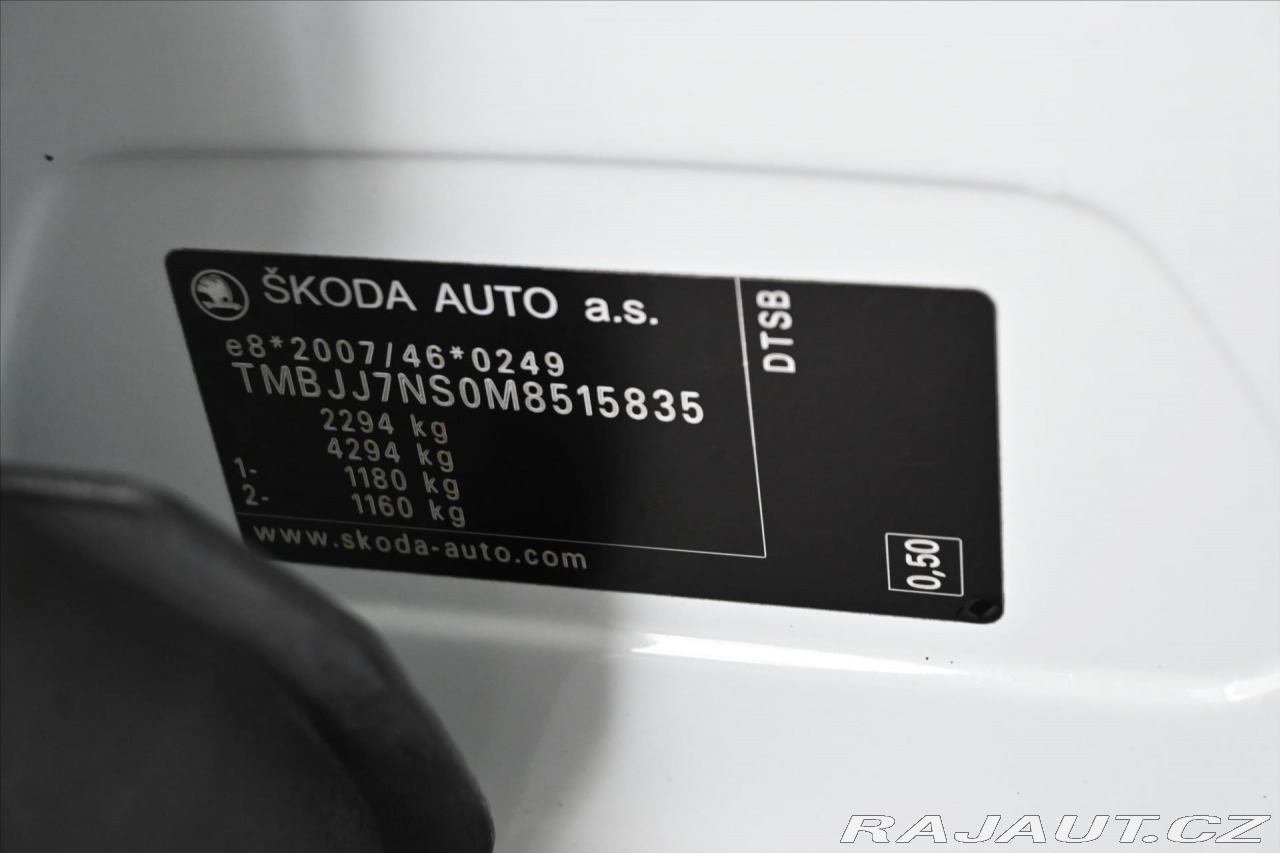 ŠKODA AUTO a.s.
e8*2007/46*0249
TMBJJ7NS0M8515835
2294 kg
4294 kg
1- 1180 kg
2- 1160 kg
www.skoda-auto.com
DTSB
0,50
RAJAUT.CZ